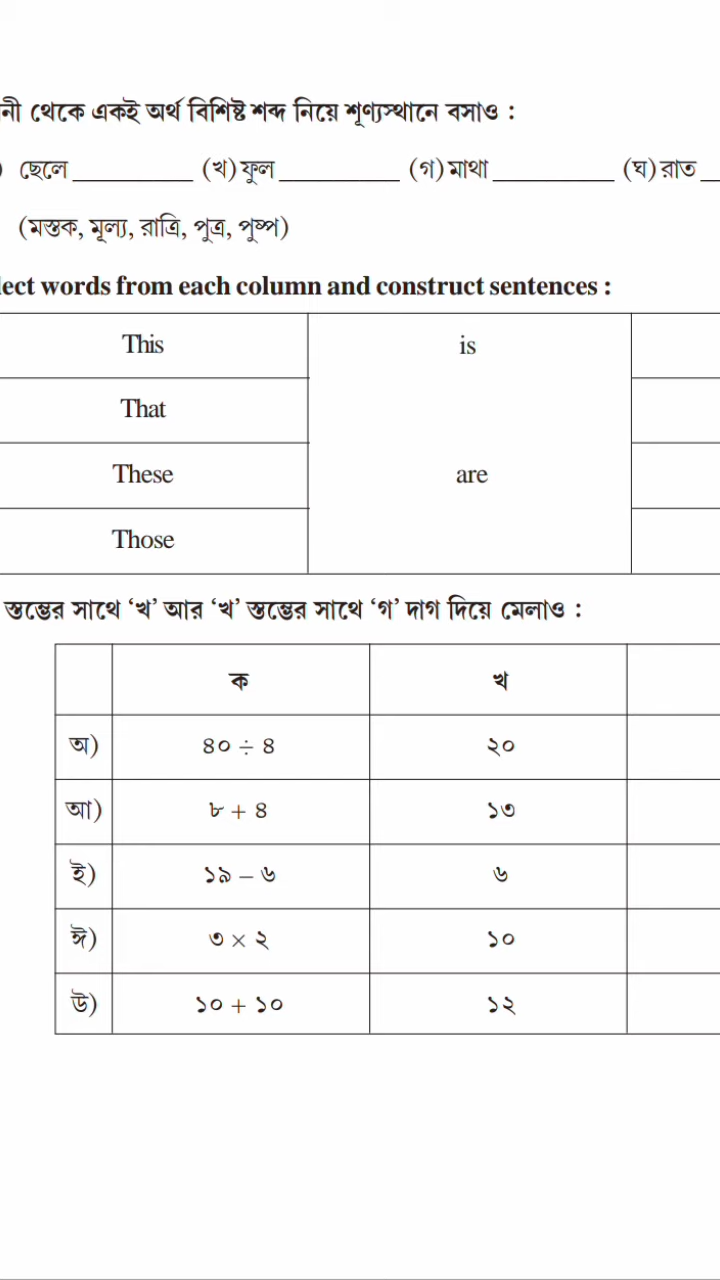 নী থেকে একই অর্থ বিশিষ্ট শব্দ নিয়ে শূণ্যস্থানে বসাও :
) ছেলে __________ (খ) ফুল __________ (গ) মাথা __________ (ঘ) রাত __
(মস্তক, মূল্য, রাত্রি, পুত্র, পুষ্প)
lect words from each column and construct sentences :
This is
That
These are
Those
স্তম্ভের সাথে ‘খ’ আর ‘খ’ স্তম্ভের সাথে ‘গ’ দাগ দিয়ে মেলাও :
ক খ
অ) ৪০ ÷ ৪ ২০
আ) ৮ + ৪ ১৩
ই) ১৯ – ৬ ৬
ঈ) ৩ × ২ ১০
উ) ১০ + ১০ ১২